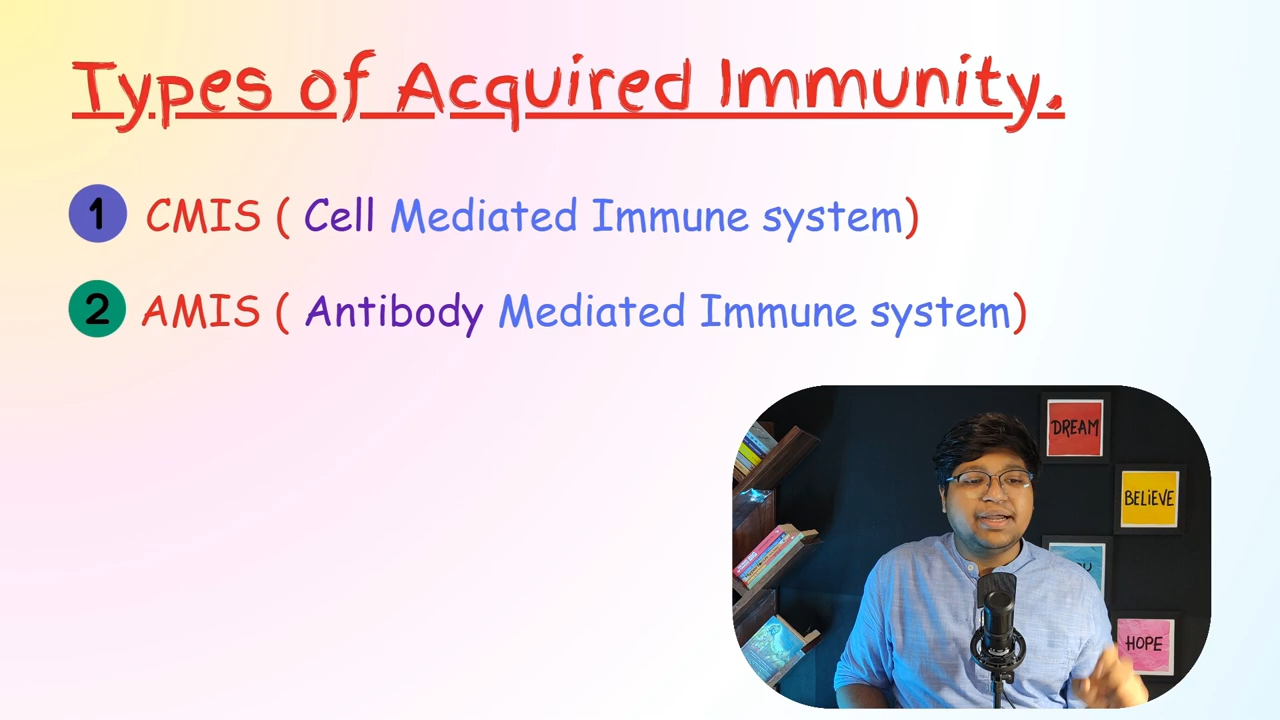 Types of Acquired Immunity.
1 CMIS ( Cell Mediated Immune system)
2 AMIS ( Antibody Mediated Immune system)
DREAM
BELIEVE
HOPE